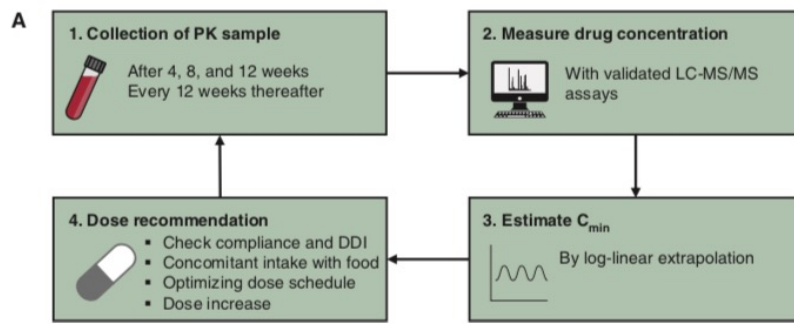 A
1. Collection of PK sample
After 4, 8, and 12 weeks
Every 12 weeks thereafter
2. Measure drug concentration
With validated LC-MS/MS
assays
3. Estimate Cmin
By log-linear extrapolation
4. Dose recommendation
▪ Check compliance and DDI
▪ Concomitant intake with food
▪ Optimizing dose schedule
▪ Dose increase